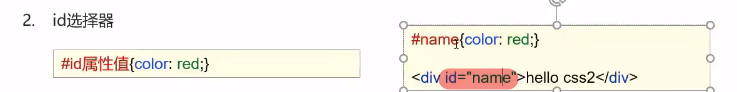 2. id选择器
#id属性值{color: red;}
#name{color: red;}
<div id="name">hello css2</div>